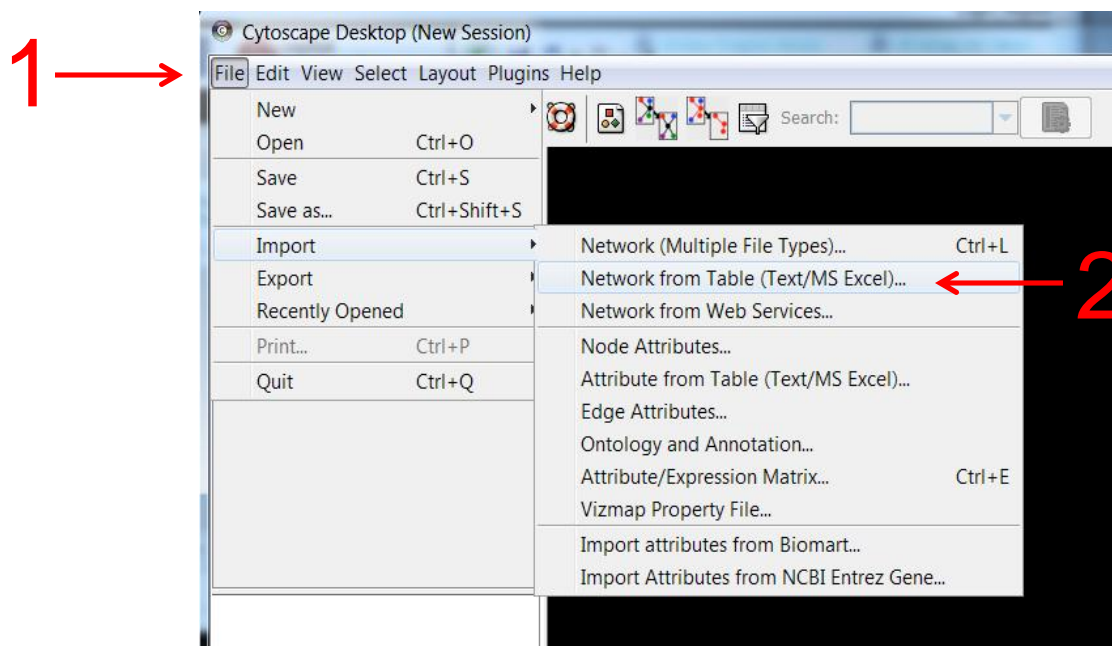 Cytoscape Desktop (New Session)
1
File Edit View Select Layout Plugins Help
New
Open Ctrl+O
Search:
Save Ctrl+S
Save as... Ctrl+Shift+S
Import
Export
Recently Opened
Print... Ctrl+P
Quit Ctrl+Q
Network (Multiple File Types)... Ctrl+L
Network from Table (Text/MS Excel)...
2
Network from Web Services...
Node Attributes...
Attribute from Table (Text/MS Excel)...
Edge Attributes...
Ontology and Annotation...
Attribute/Expression Matrix... Ctrl+E
Vizmap Property File...
Import attributes from Biomart...
Import Attributes from NCBI Entrez Gene...